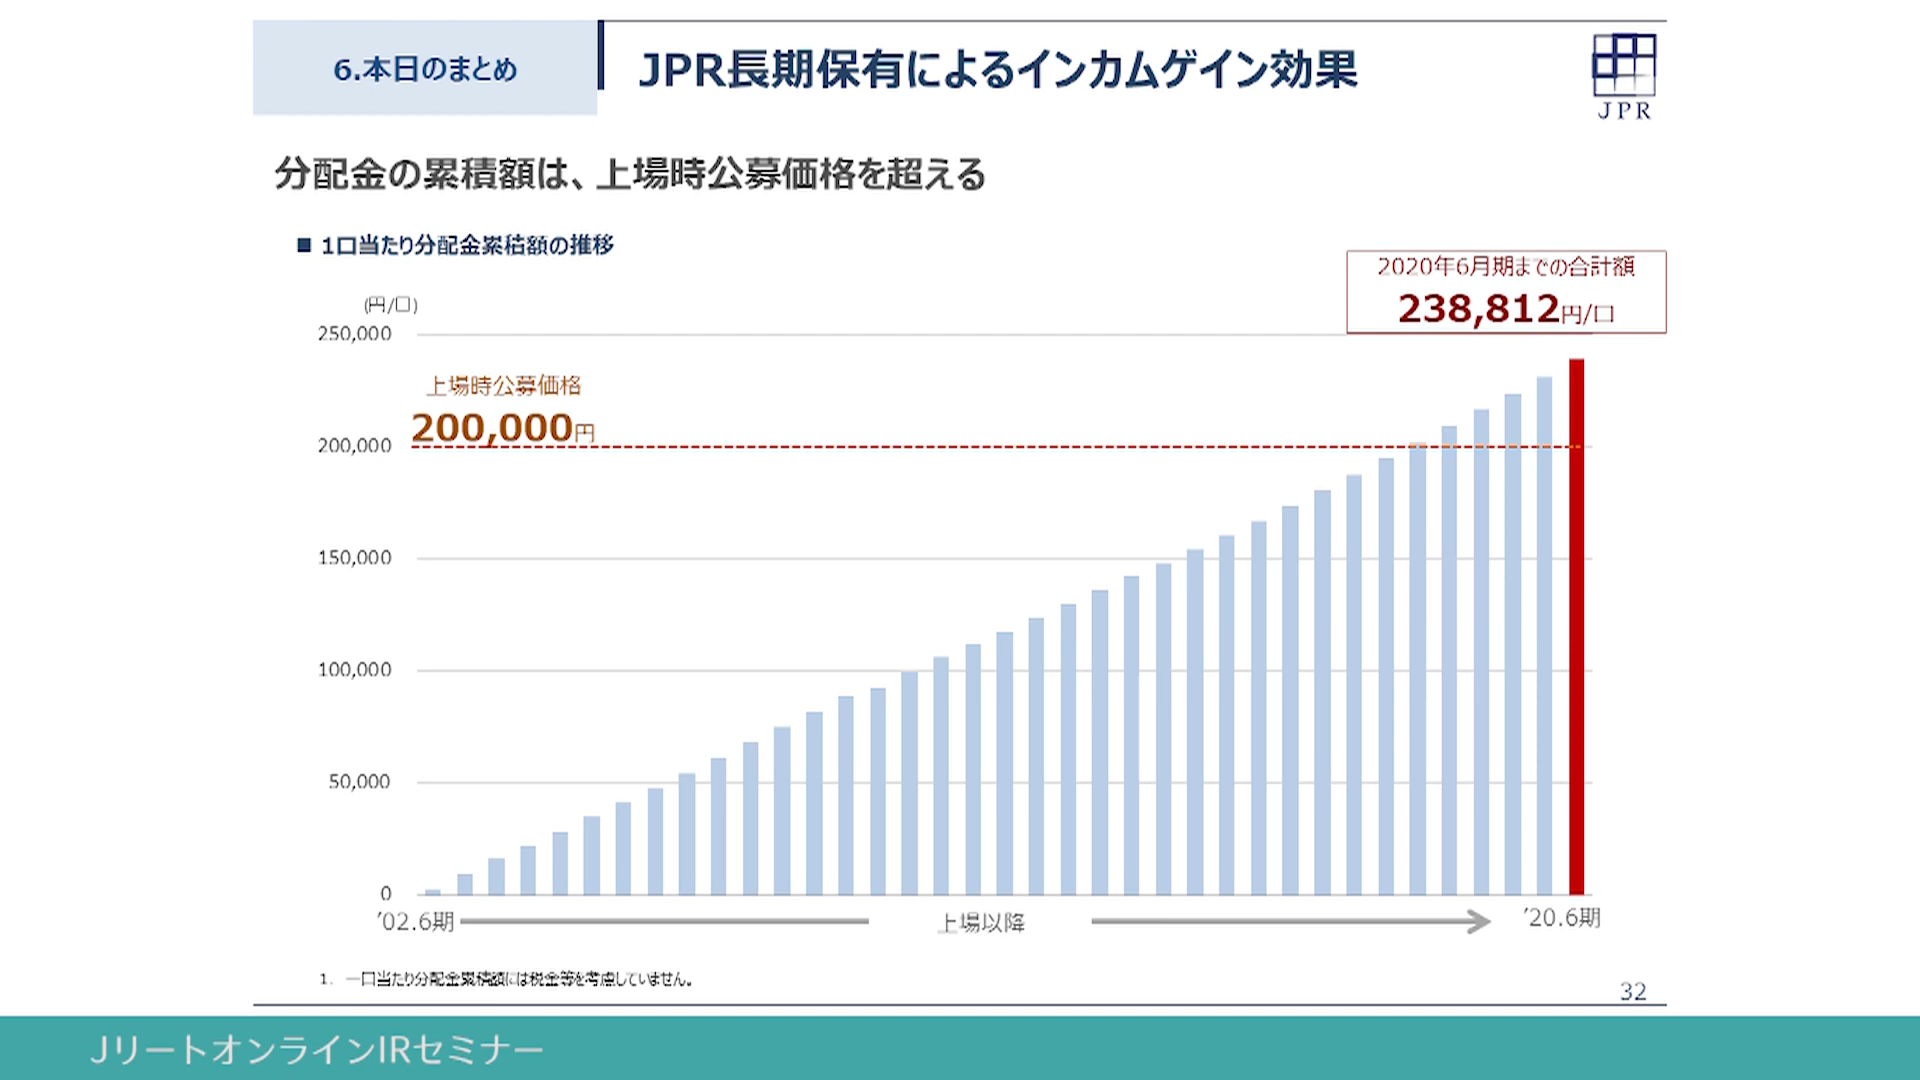 6.本日のまとめ
JPR長期保有によるインカムゲイン効果
JPR
分配金の累積額は、上場時公募価格を超える
■ 1口当たり分配金累積額の推移
2020年6月期までの合計額
238,812円/口
(円/口)
250,000
上場時公募価格
200,000円
200,000
150,000
100,000
50,000
0
’02.6期
上場以降
’20.6期
1. 一口当たり分配金累積額には税金等を考慮していません。
32
JリートオンラインIRセミナー